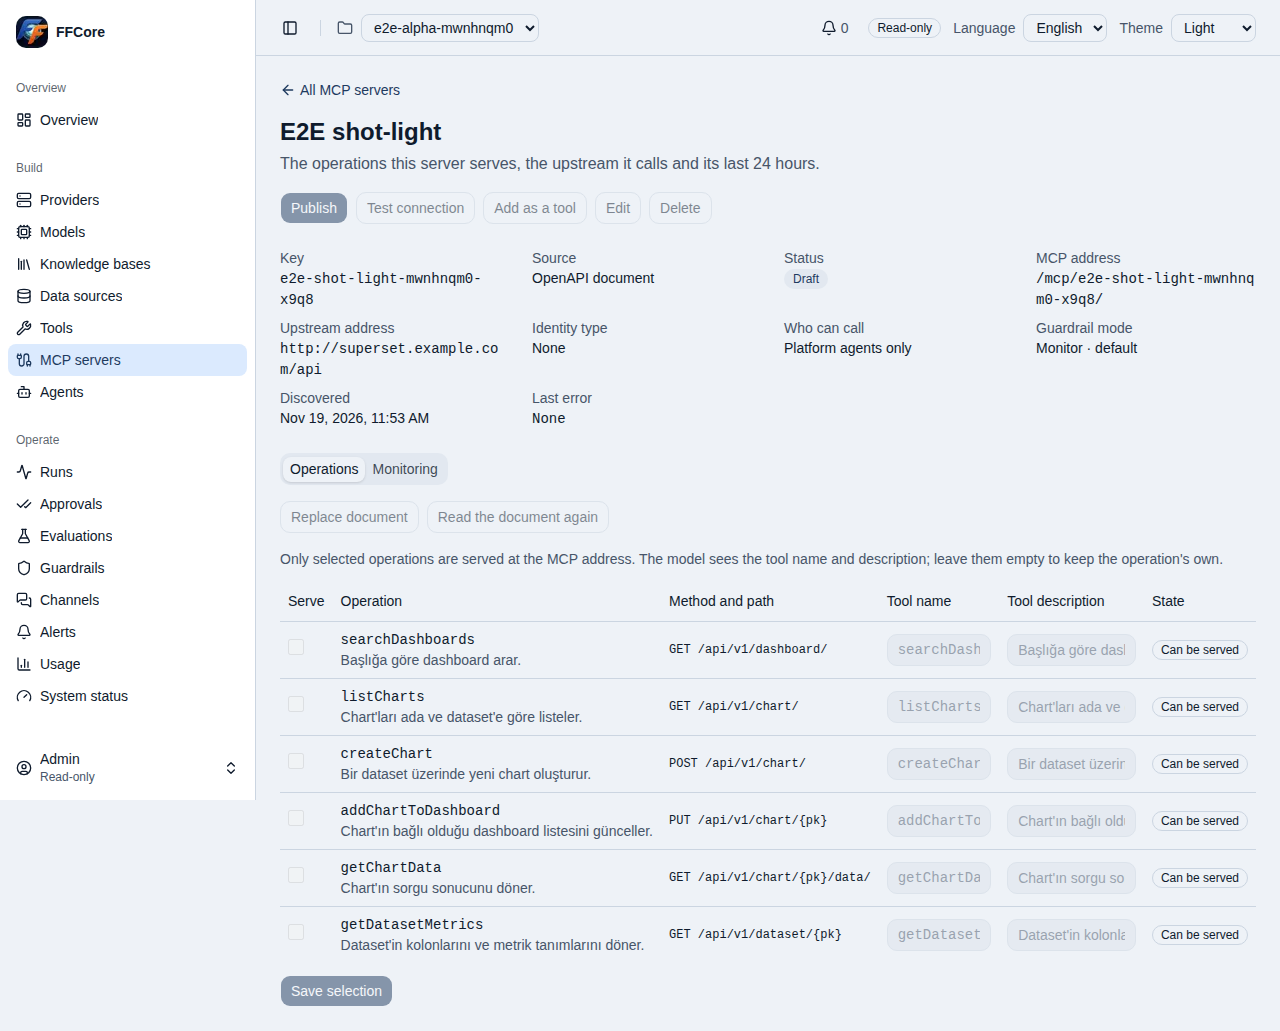 FFCore
e2e-alpha-mwnhnqm0
0
Read-only
Language
English
Theme
Light
Overview
Overview
Build
Providers
Models
Knowledge bases
Data sources
Tools
MCP servers
Agents
Operate
Runs
Approvals
Evaluations
Guardrails
Channels
Alerts
Usage
System status
Admin
Read-only
All MCP servers
E2E shot-light
The operations this server serves, the upstream it calls and its last 24 hours.
Publish
Test connection
Add as a tool
Edit
Delete
Key
e2e-shot-light-mwnhnqm0-
x9q8
Source
OpenAPI document
Status
Draft
MCP address
/mcp/e2e-shot-light-mwnhnq
m0-x9q8/
Upstream address
http://superset.example.co
m/api
Identity type
None
Who can call
Platform agents only
Guardrail mode
Monitor · default
Discovered
Nov 19, 2026, 11:53 AM
Last error
None
Operations
Monitoring
Replace document
Read the document again
Only selected operations are served at the MCP address. The model sees the tool name and description; leave them empty to keep the operation's own.
Serve Operation Method and path Tool name Tool description State
searchDashboards
Başlığa göre dashboard arar.
GET /api/v1/dashboard/
searchDash
Başlığa göre dasl
Can be served
listCharts
Chart'ları ada ve dataset'e göre listeler.
GET /api/v1/chart/
listCharts
Chart'ları ada ve
Can be served
createChart
Bir dataset üzerinde yeni chart oluşturur.
POST /api/v1/chart/
createChar
Bir dataset üzerin
Can be served
addChartToDashboard
Chart'ın bağlı olduğu dashboard listesini günceller.
PUT /api/v1/chart/{pk}
addChartTo
Chart'ın bağlı oldu
Can be served
getChartData
Chart'ın sorgu sonucunu döner.
GET /api/v1/chart/{pk}/data/
getChartDa
Chart'ın sorgu so
Can be served
getDatasetMetrics
Dataset'in kolonlarını ve metrik tanımlarını döner.
GET /api/v1/dataset/{pk}
getDataset
Dataset'in kolonla
Can be served
Save selection